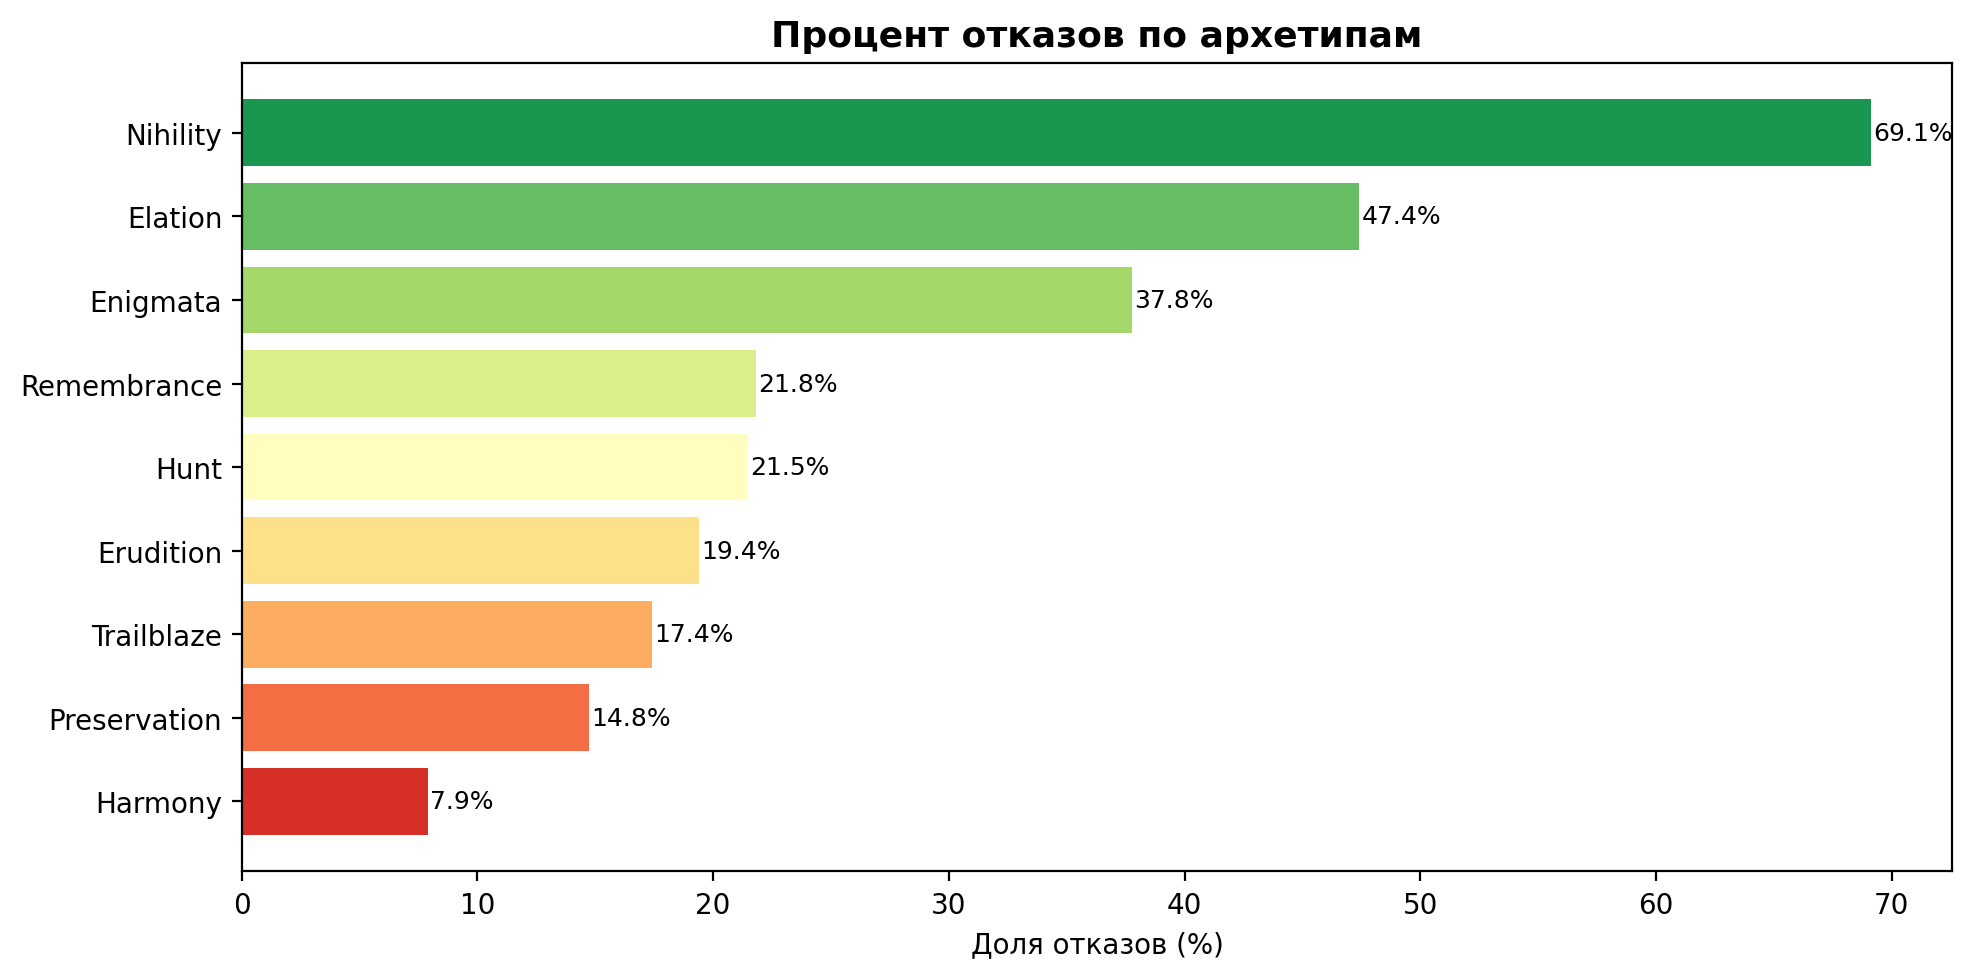 Процент отказов по архетипам
Nihility 69.1%
Elation 47.4%
Enigmata 37.8%
Remembrance 21.8%
Hunt 21.5%
Erudition 19.4%
Trailblaze 17.4%
Preservation 14.8%
Harmony 7.9%
0 10 20 30 40 50 60 70
Доля отказов (%)